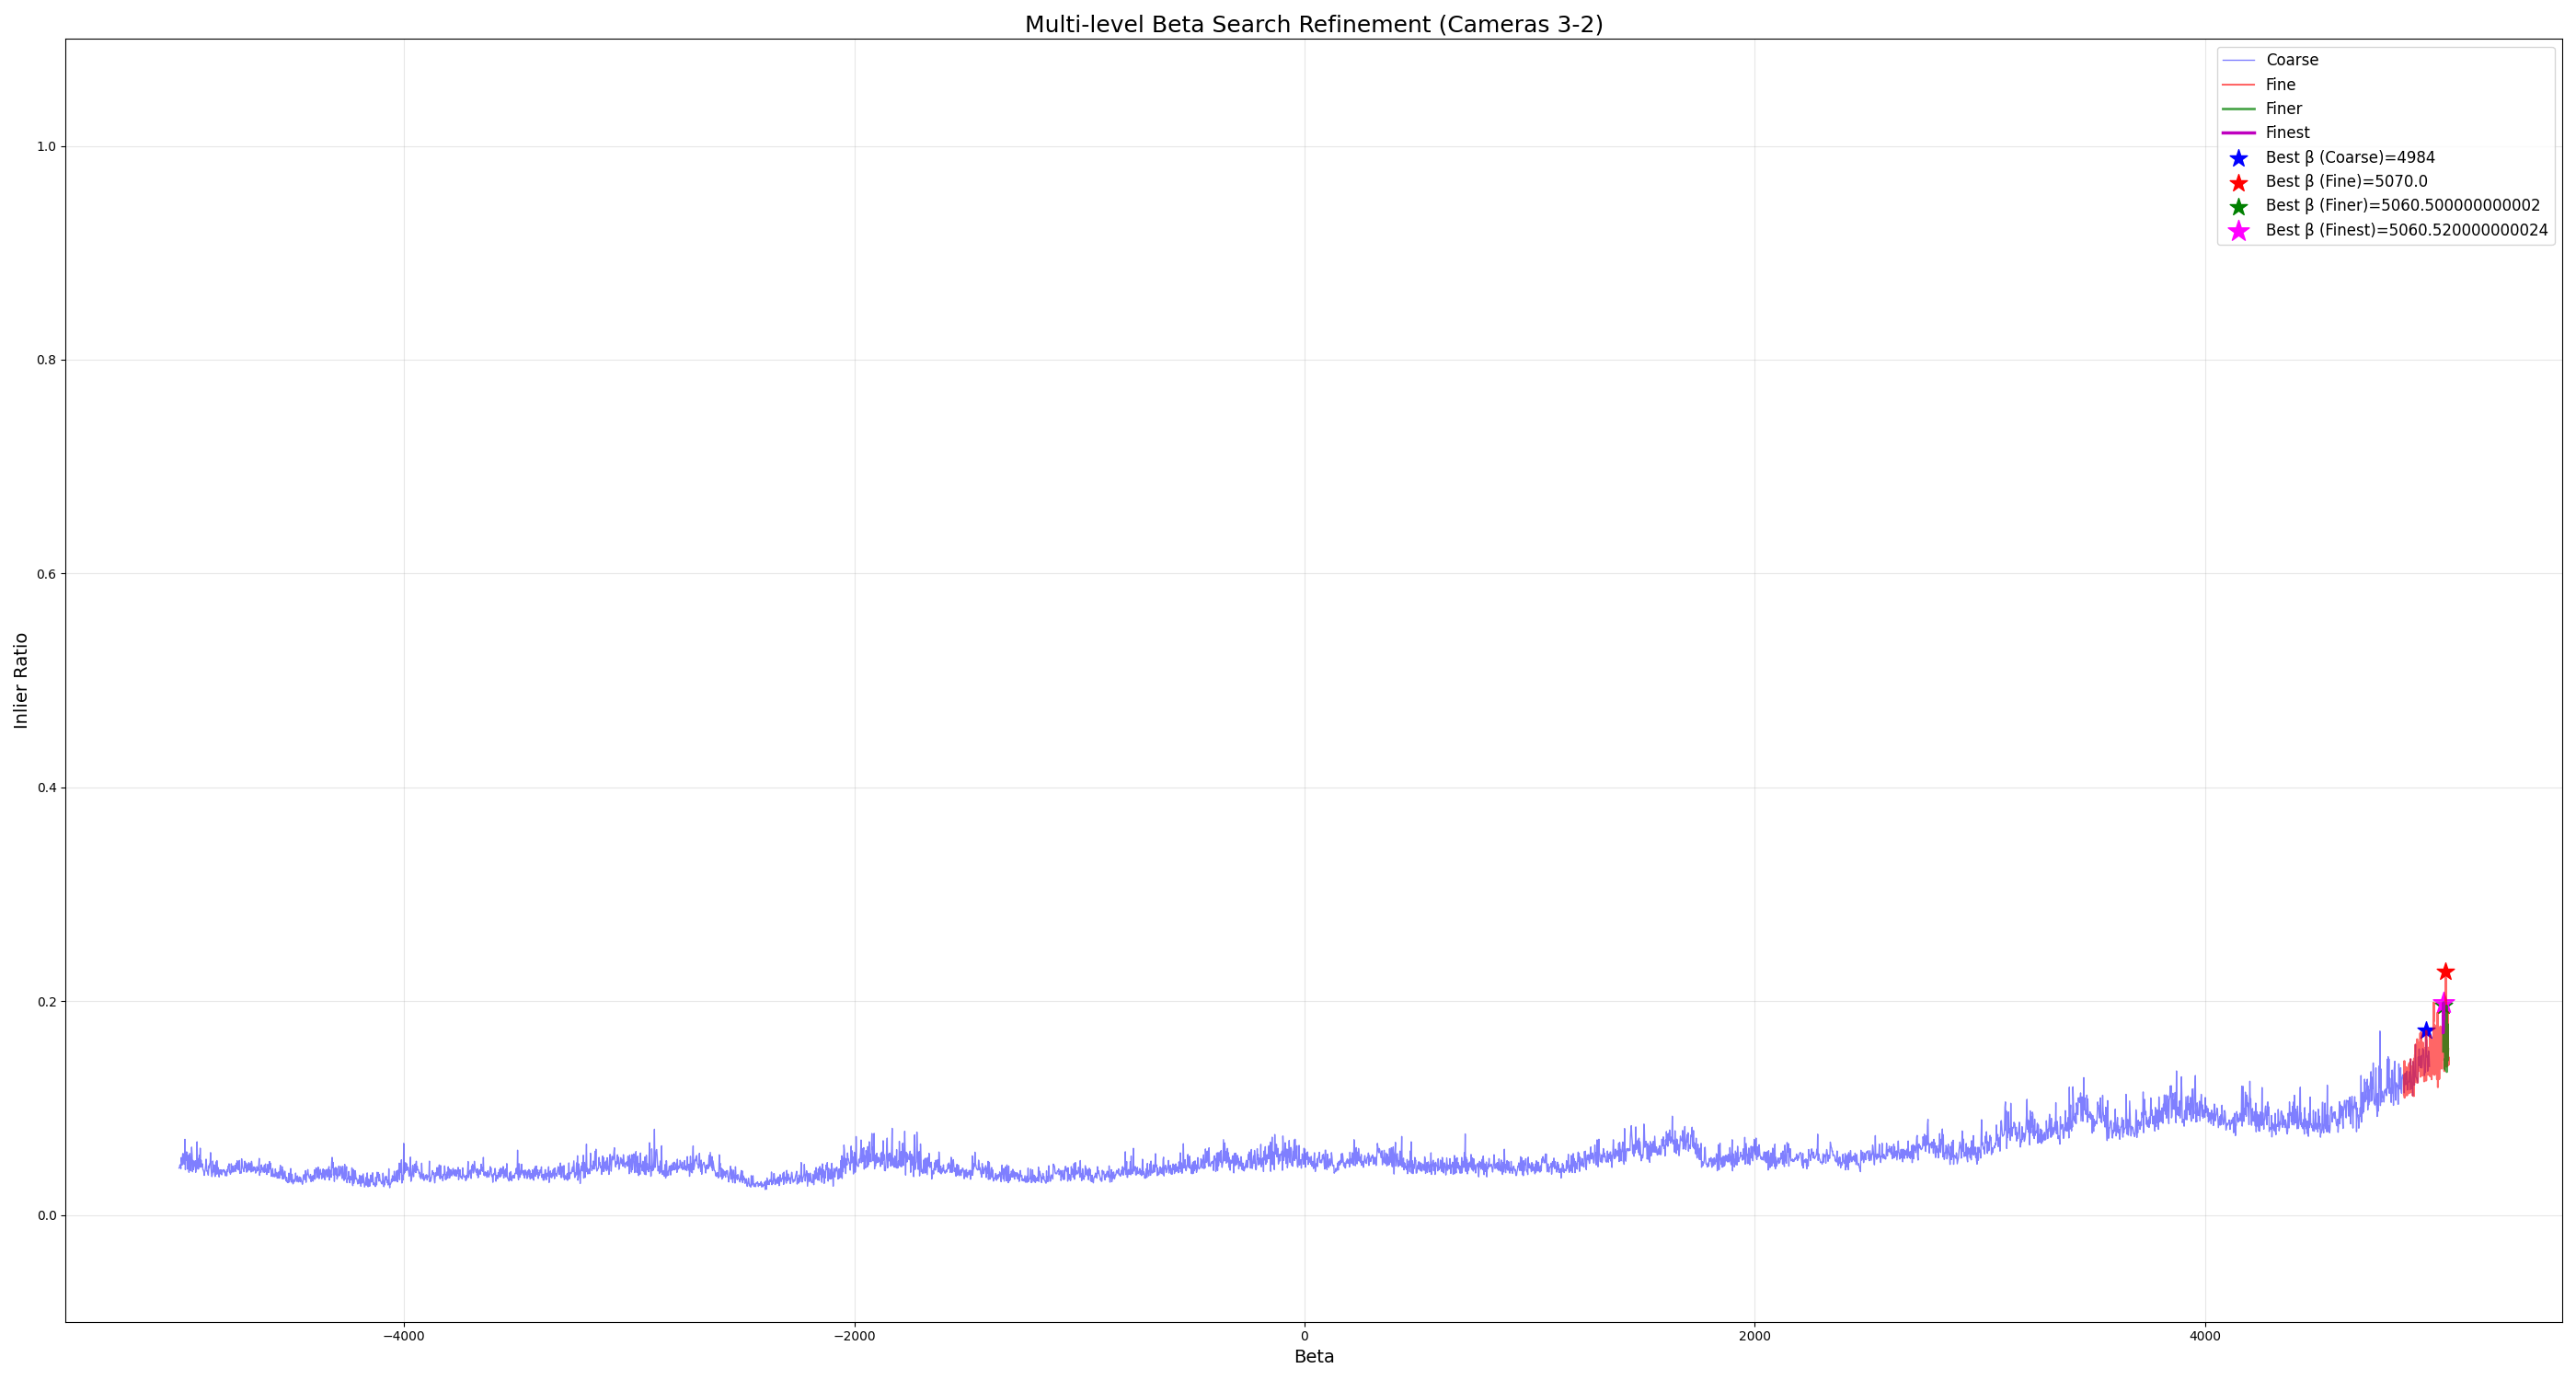 Multi-level Beta Search Refinement (Cameras 3-2)
Coarse
Fine
Finer
Finest
Best β (Coarse)=4984
Best β (Fine)=5070.0
Best β (Finer)=5060.500000000002
Best β (Finest)=5060.520000000024
1.0
0.8
0.6
0.4
0.2
0.0
Inlier Ratio
−4000
−2000
0
2000
4000
Beta